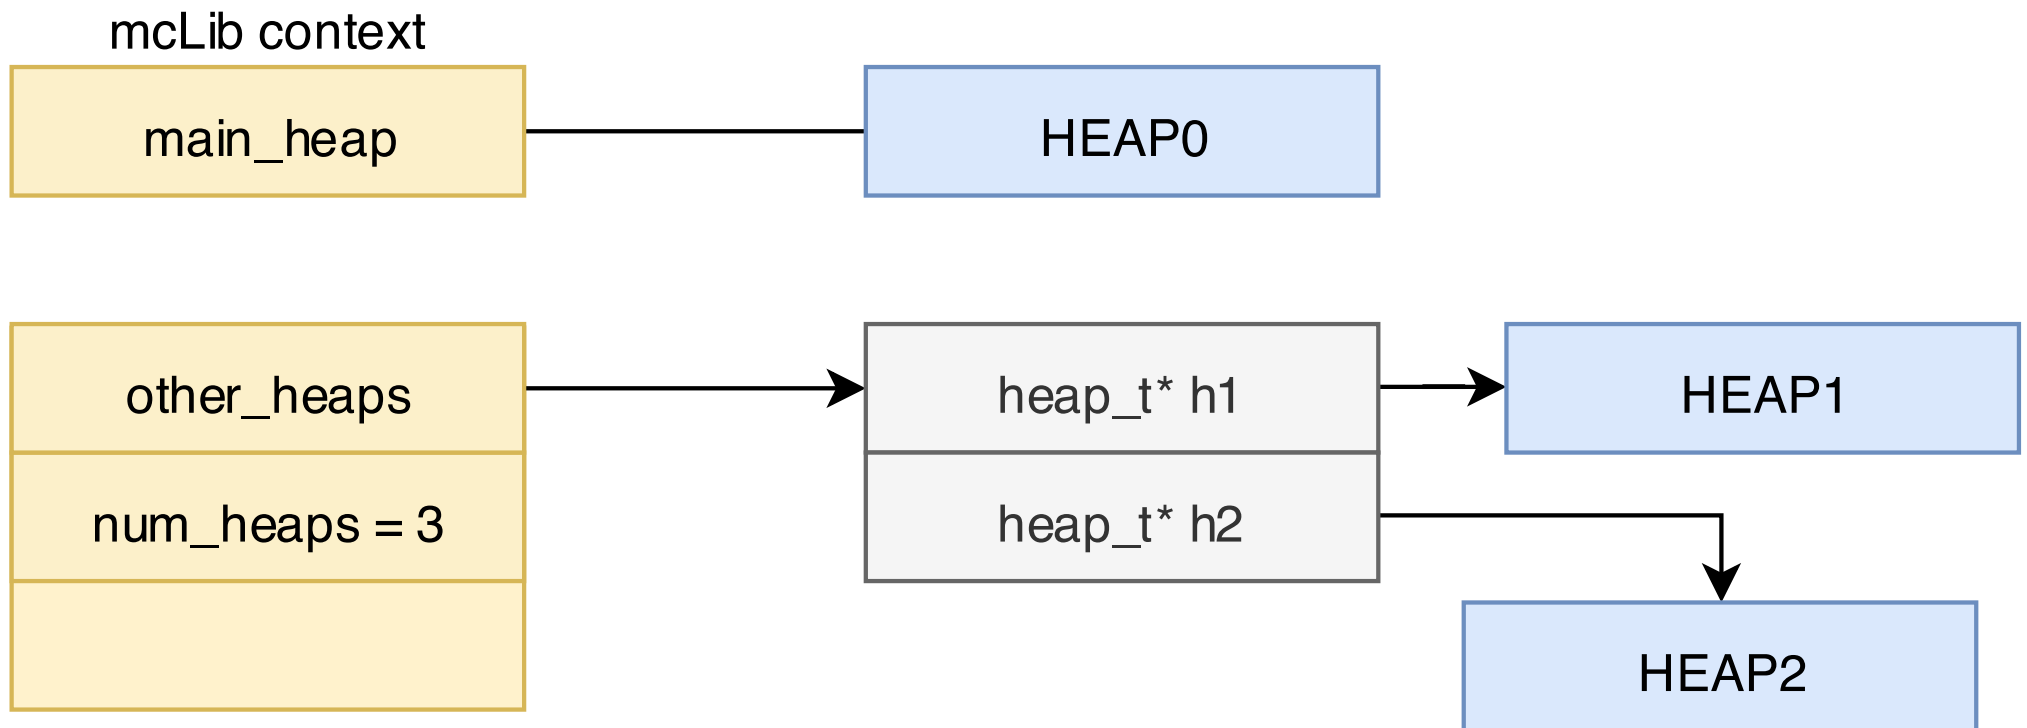 mcLib context
main_heap
HEAP0
other_heaps
heap_t* h1
HEAP1
num_heaps = 3
heap_t* h2
HEAP2